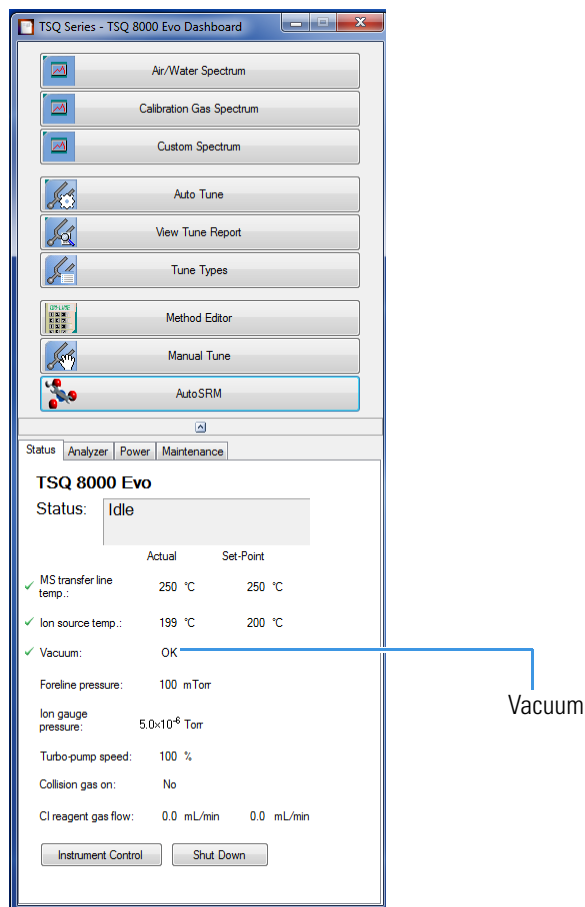 TSQ Series - TSQ 8000 Evo Dashboard
Air/Water Spectrum
Calibration Gas Spectrum
Custom Spectrum
Auto Tune
View Tune Report
Tune Types
Method Editor
Manual Tune
AutoSRM
Status Analyzer Power Maintenance
TSQ 8000 Evo
Status: Idle
Actual Set-Point
MS transfer line
temp.: 250 °C 250 °C
Ion source temp.: 199 °C 200 °C
Vacuum: OK
Vacuum
Foreline pressure: 100 mTorr
Ion gauge
pressure: 5.0×10⁻⁶ Torr
Turbo-pump speed: 100 %
Collision gas on: No
CI reagent gas flow: 0.0 mL/min 0.0 mL/min
Instrument Control Shut Down